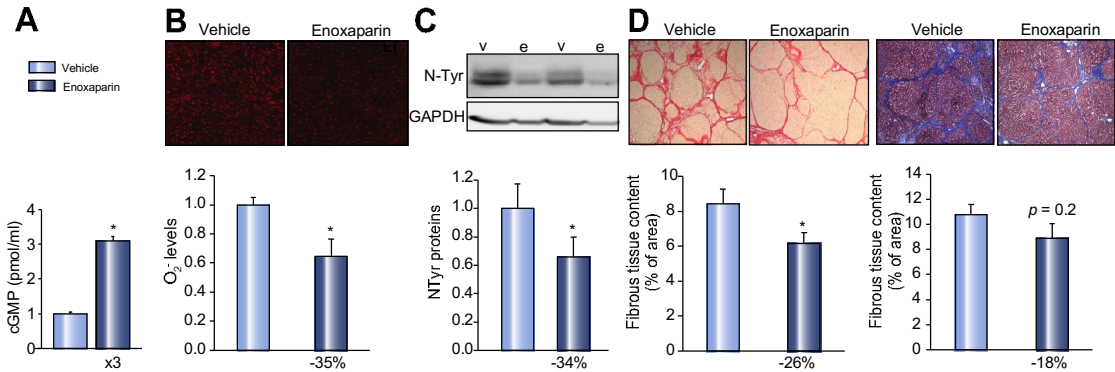 A
B
C
D
Vehicle
Enoxaparin
Vehicle
Enoxaparin
v e v e
N-Tyr
GAPDH
Vehicle
Enoxaparin
Vehicle
Enoxaparin
cGMP (pmol/ml)
4
3
2
1
0
*
x3
O₂⁻ levels
1.2
1.0
0.8
0.6
0.4
0.2
0.0
*
-35%
NTyr proteins
1.2
1.0
0.8
0.6
0.4
0.2
0.0
*
-34%
Fibrous tissue content
(% of area)
10
8
6
4
2
0
*
-26%
Fibrous tissue content
(% of area)
14
12
10
8
6
4
2
0
p = 0.2
-18%